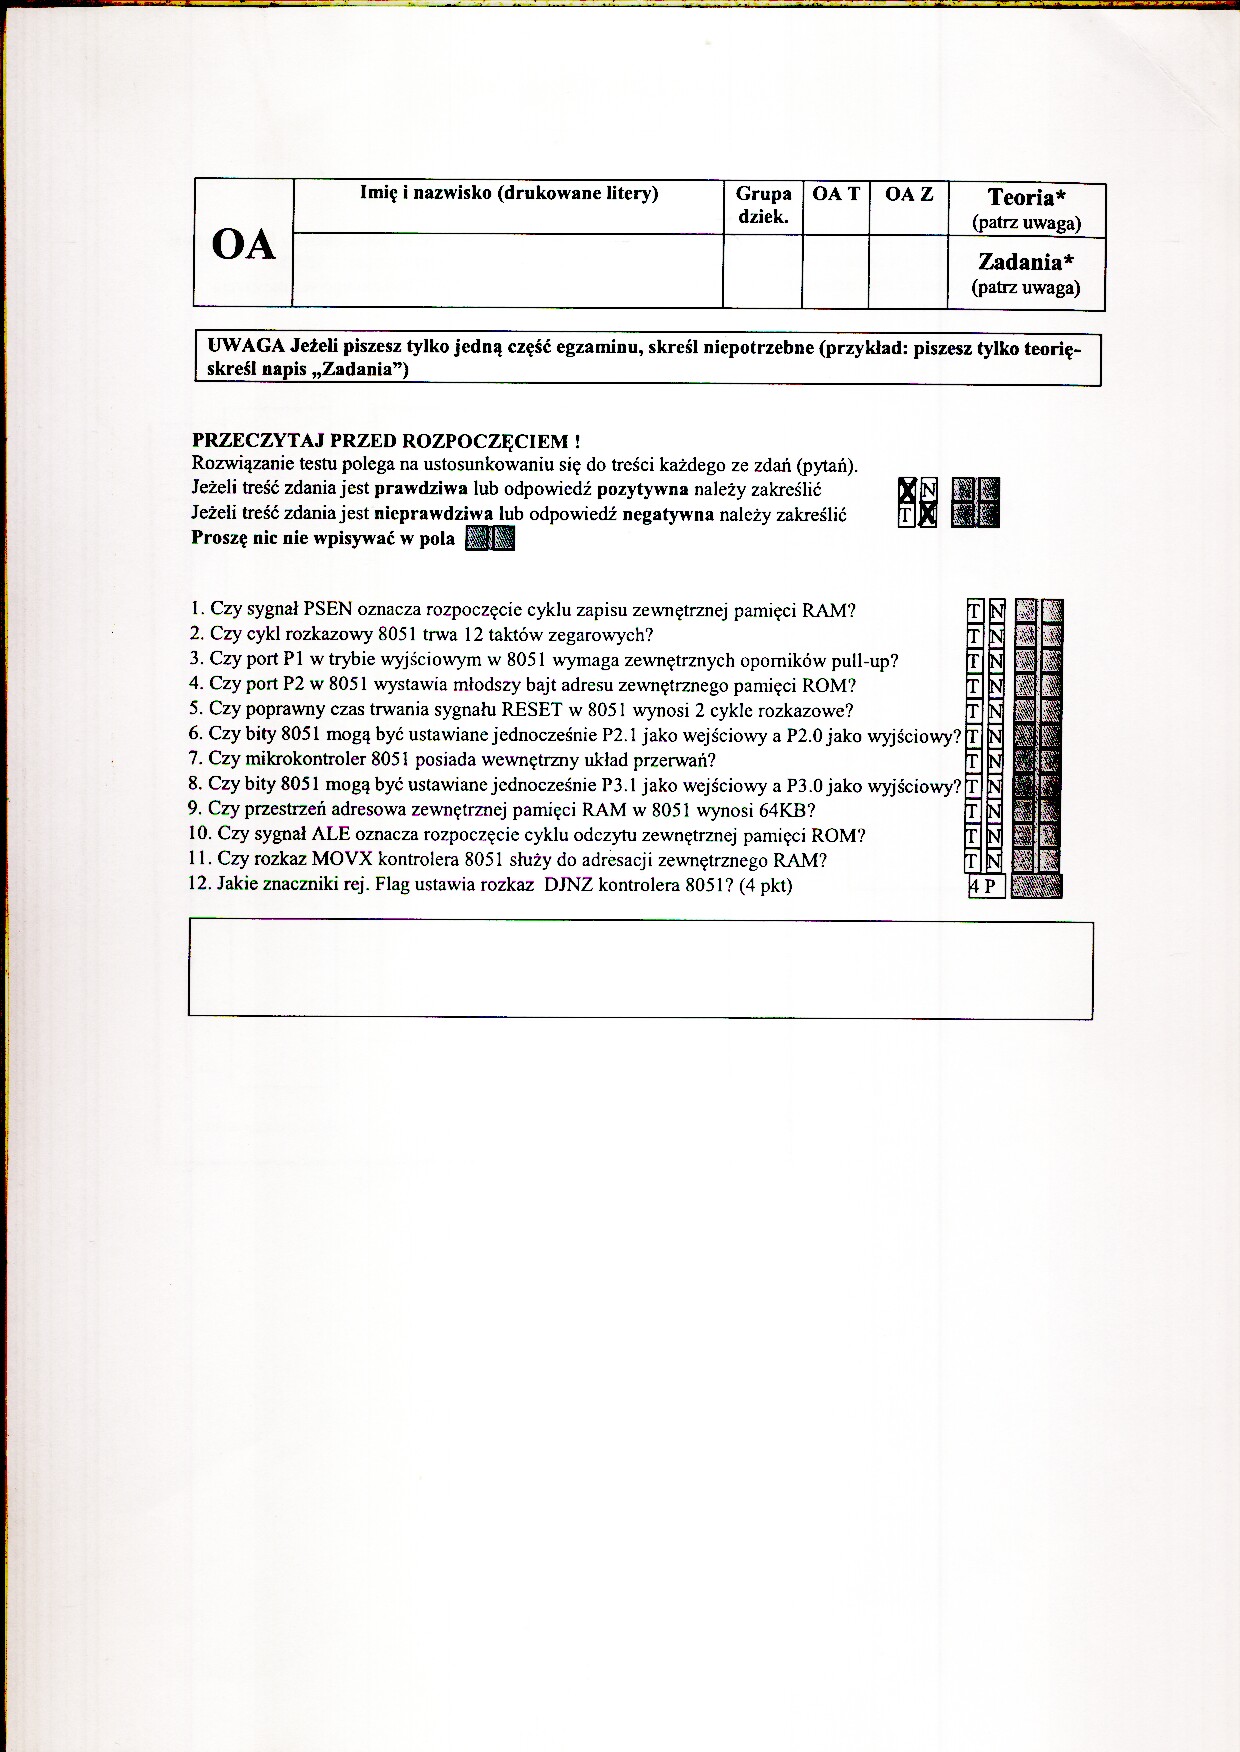 OA
Imię i nazwisko (drukowane litery)
Grupa
dziek.
OA T
OA Z
Teoria*
(patrz uwaga)
Zadania*
(patrz uwaga)
UWAGA Jeżeli piszesz tylko jedną część egzaminu, skreśl niepotrzebne (przykład: piszesz tylko teorię-
skreśl napis „Zadania”)
PRZECZYTAJ PRZED ROZPOCZĘCIEM !
Rozwiązanie testu polega na ustosunkowaniu się do treści każdego ze zdań (pytań).
Jeżeli treść zdania jest prawdziwa lub odpowiedź pozytywna należy zakreślić X N
Jeżeli treść zdania jest nieprawdziwa lub odpowiedź negatywna należy zakreślić T X
Proszę nic nie wpisywać w pola
1. Czy sygnał PSEN oznacza rozpoczęcie cyklu zapisu zewnętrznej pamięci RAM? T N
2. Czy cykl rozkazowy 8051 trwa 12 taktów zegarowych? T N
3. Czy port P1 w trybie wyjściowym w 8051 wymaga zewnętrznych oporników pull-up? T N
4. Czy port P2 w 8051 wystawia młodszy bajt adresu zewnętrznego pamięci ROM? T N
5. Czy poprawny czas trwania sygnału RESET w 8051 wynosi 2 cykle rozkazowe? T N
6. Czy bity 8051 mogą być ustawiane jednocześnie P2.1 jako wejściowy a P2.0 jako wyjściowy? T N
7. Czy mikrokontroler 8051 posiada wewnętrzny układ przerwań? T N
8. Czy bity 8051 mogą być ustawiane jednocześnie P3.1 jako wejściowy a P3.0 jako wyjściowy? T N
9. Czy przestrzeń adresowa zewnętrznej pamięci RAM w 8051 wynosi 64KB? T N
10. Czy sygnał ALE oznacza rozpoczęcie cyklu odczytu zewnętrznej pamięci ROM? T N
11. Czy rozkaz MOVX kontrolera 8051 służy do adresacji zewnętrznego RAM? T N
12. Jakie znaczniki rej. Flag ustawia rozkaz DJNZ kontrolera 8051? (4 pkt) 4 P